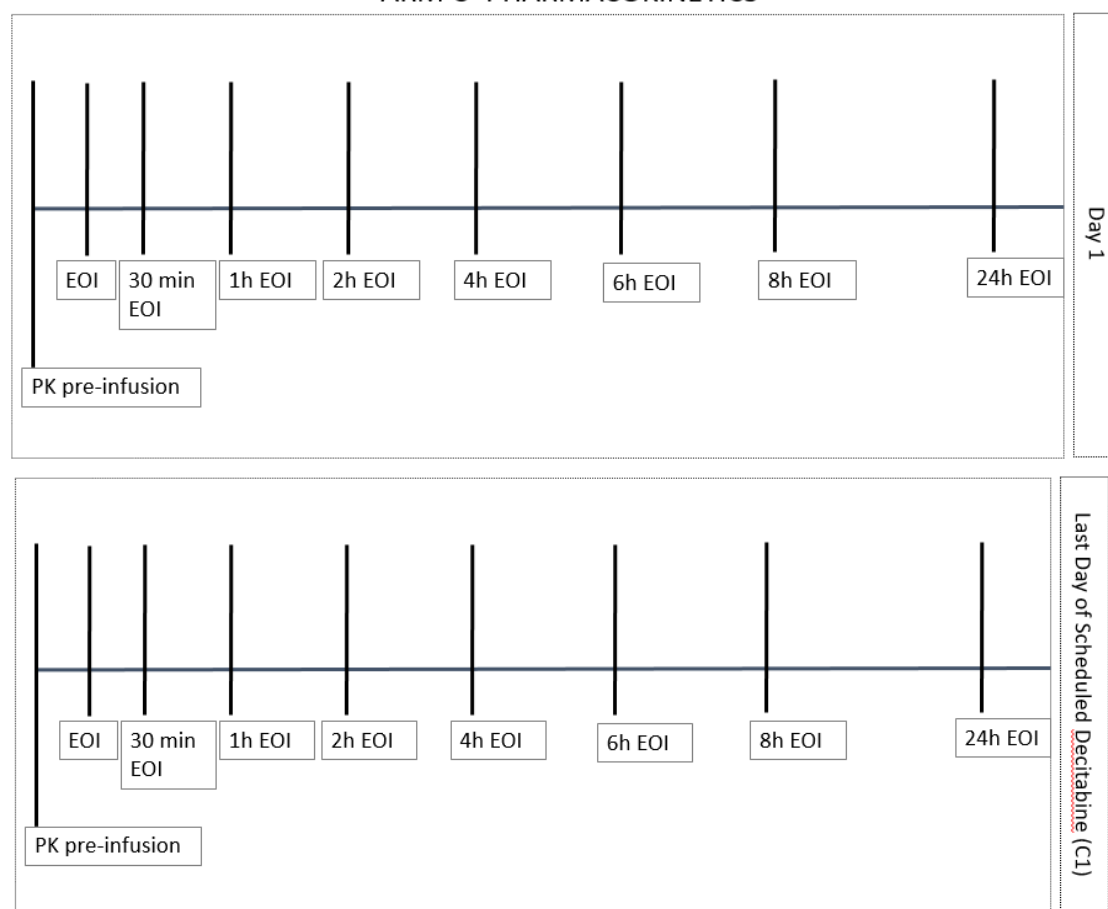 Day 1
EOI
30 min
EOI
1h EOI
2h EOI
4h EOI
6h EOI
8h EOI
24h EOI
PK pre-infusion
Last Day of Scheduled Decitabine (C1)
EOI
30 min
EOI
1h EOI
2h EOI
4h EOI
6h EOI
8h EOI
24h EOI
PK pre-infusion